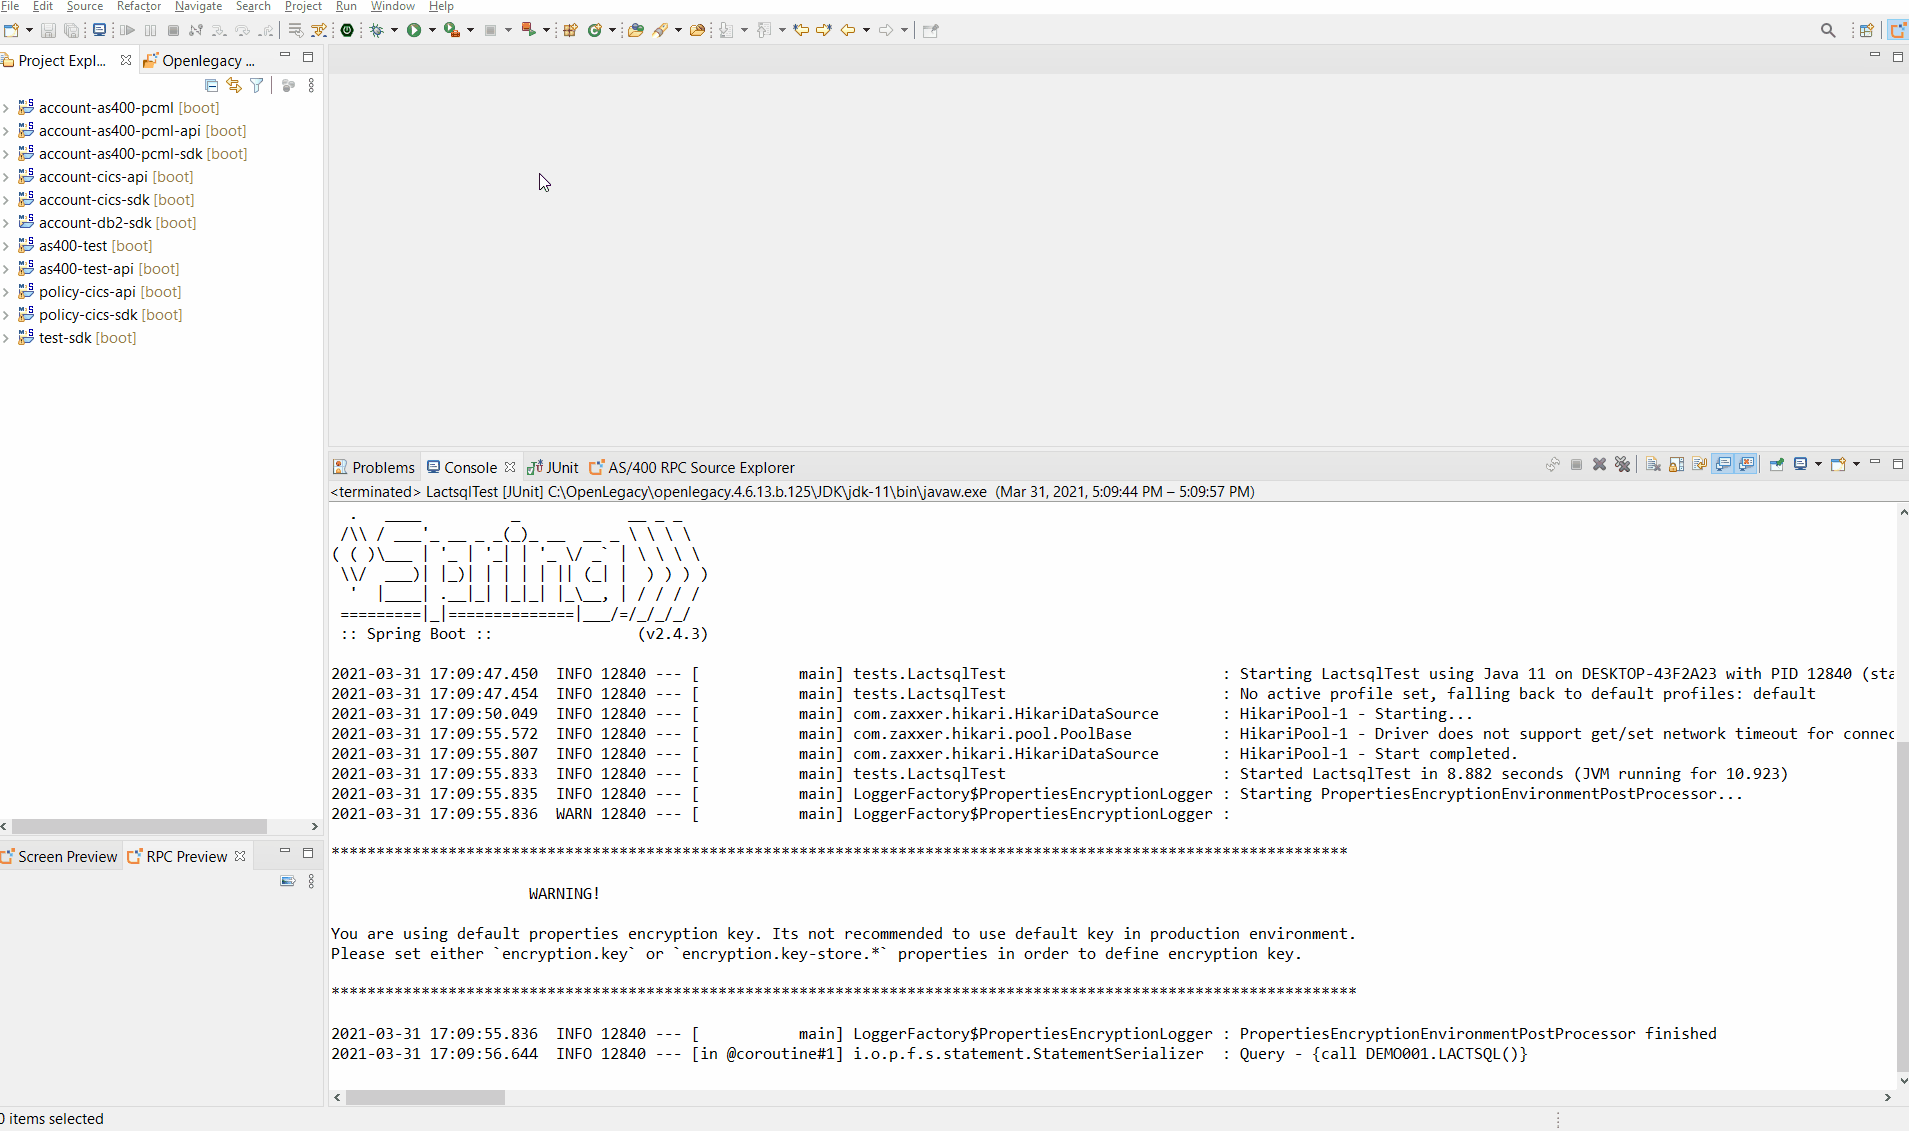 File Edit Source Refactor Navigate Search Project Run Window Help
Project Expl... Openlegacy ...
account-as400-pcml [boot]
account-as400-pcml-api [boot]
account-as400-pcml-sdk [boot]
account-cics-api [boot]
account-cics-sdk [boot]
account-db2-sdk [boot]
as400-test [boot]
as400-test-api [boot]
policy-cics-api [boot]
policy-cics-sdk [boot]
test-sdk [boot]
Screen Preview RPC Preview
Problems Console JUnit AS/400 RPC Source Explorer
<terminated> LactsqlTest [JUnit] C:\OpenLegacy\openlegacy.4.6.13.b.125\JDK\jdk-11\bin\javaw.exe (Mar 31, 2021, 5:09:44 PM – 5:09:57 PM)
  .   ____          _            __ _ _
 /\\ / ___'_ __ _ _(_)_ __  __ _ \ \ \ \
( ( )\___ | '_ | '_| | '_ \/ _` | \ \ \ \
 \\/  ___)| |_)| | | | | || (_| |  ) ) ) )
  '  |____| .__|_| |_|_| |_\__, | / / / /
 =========|_|==============|___/=/_/_/_/
 :: Spring Boot ::                (v2.4.3)
2021-03-31 17:09:47.450  INFO 12840 --- [           main] tests.LactsqlTest                        : Starting LactsqlTest using Java 11 on DESKTOP-43F2A23 with PID 12840 (sta
2021-03-31 17:09:47.454  INFO 12840 --- [           main] tests.LactsqlTest                        : No active profile set, falling back to default profiles: default
2021-03-31 17:09:50.049  INFO 12840 --- [           main] com.zaxxer.hikari.HikariDataSource       : HikariPool-1 - Starting...
2021-03-31 17:09:55.572  INFO 12840 --- [           main] com.zaxxer.hikari.pool.PoolBase          : HikariPool-1 - Driver does not support get/set network timeout for connec
2021-03-31 17:09:55.807  INFO 12840 --- [           main] com.zaxxer.hikari.HikariDataSource       : HikariPool-1 - Start completed.
2021-03-31 17:09:55.833  INFO 12840 --- [           main] tests.LactsqlTest                        : Started LactsqlTest in 8.882 seconds (JVM running for 10.923)
2021-03-31 17:09:55.835  INFO 12840 --- [           main] LoggerFactory$PropertiesEncryptionLogger : Starting PropertiesEncryptionEnvironmentPostProcessor...
2021-03-31 17:09:55.836  WARN 12840 --- [           main] LoggerFactory$PropertiesEncryptionLogger :
*****************************************************************************************************************
WARNING!
You are using default properties encryption key. Its not recommended to use default key in production environment.
Please set either `encryption.key` or `encryption.key-store.*` properties in order to define encryption key.
******************************************************************************************************************
2021-03-31 17:09:55.836  INFO 12840 --- [           main] LoggerFactory$PropertiesEncryptionLogger : PropertiesEncryptionEnvironmentPostProcessor finished
2021-03-31 17:09:56.644  INFO 12840 --- [in @coroutine#1] i.o.p.f.s.statement.StatementSerializer  : Query - {call DEMO001.LACTSQL()}
0 items selected